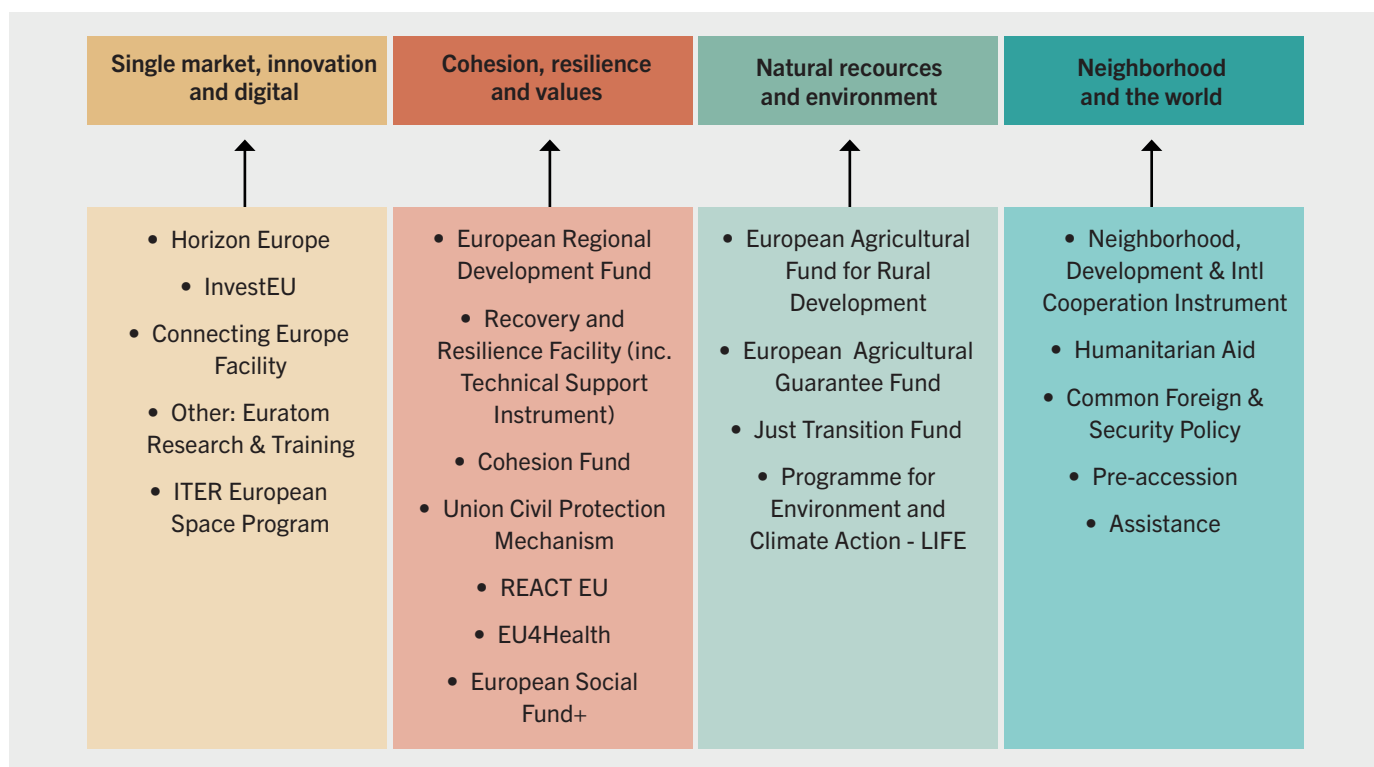 Single market, innovation
and digital
Cohesion, resilience
and values
Natural recources
and environment
Neighborhood
and the world
• Horizon Europe
• InvestEU
• Connecting Europe
Facility
• Other: Euratom
Research & Training
• ITER European
Space Program
• European Regional
Development Fund
• Recovery and
Resilience Facility (inc.
Technical Support
Instrument)
• Cohesion Fund
• Union Civil Protection
Mechanism
• REACT EU
• EU4Health
• European Social
Fund+
• European Agricultural
Fund for Rural
Development
• European Agricultural
Guarantee Fund
• Just Transition Fund
• Programme for
Environment and
Climate Action - LIFE
• Neighborhood,
Development & Intl
Cooperation Instrument
• Humanitarian Aid
• Common Foreign &
Security Policy
• Pre-accession
• Assistance